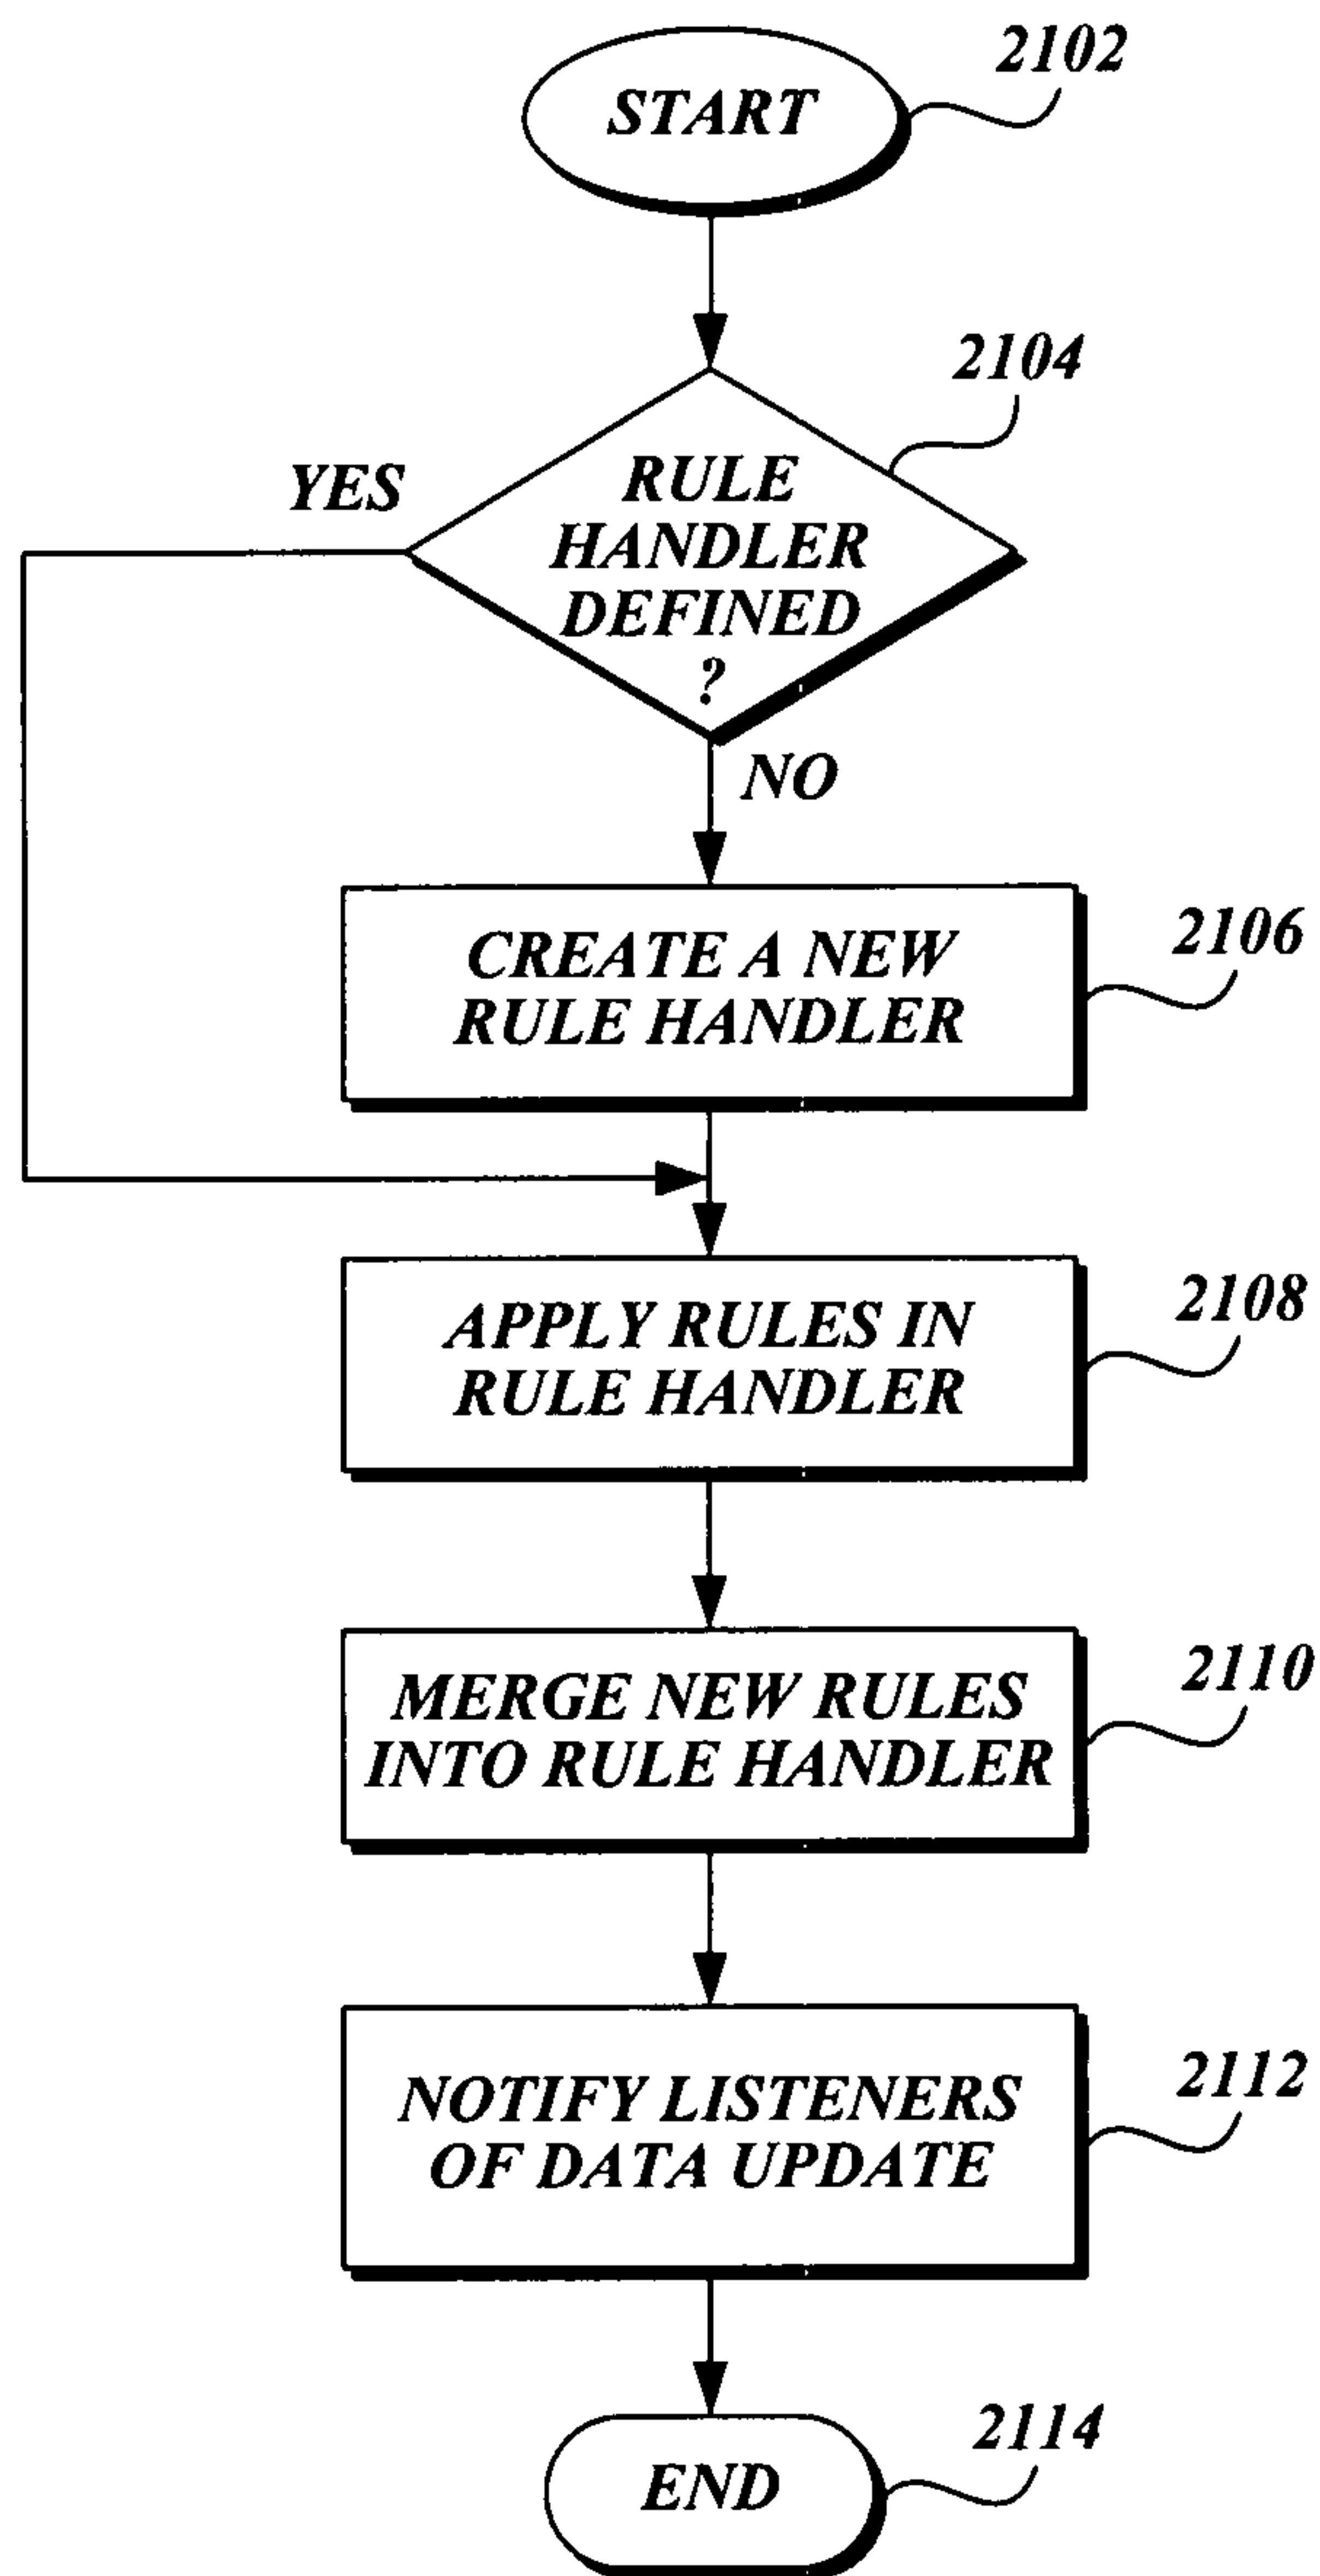 2102
START
2104
YES
RULE
HANDLER
DEFINED
?
NO
2106
CREATE A NEW
RULE HANDLER
2108
APPLY RULES IN
RULE HANDLER
2110
MERGE NEW RULES
INTO RULE HANDLER
2112
NOTIFY LISTENERS
OF DATA UPDATE
2114
END